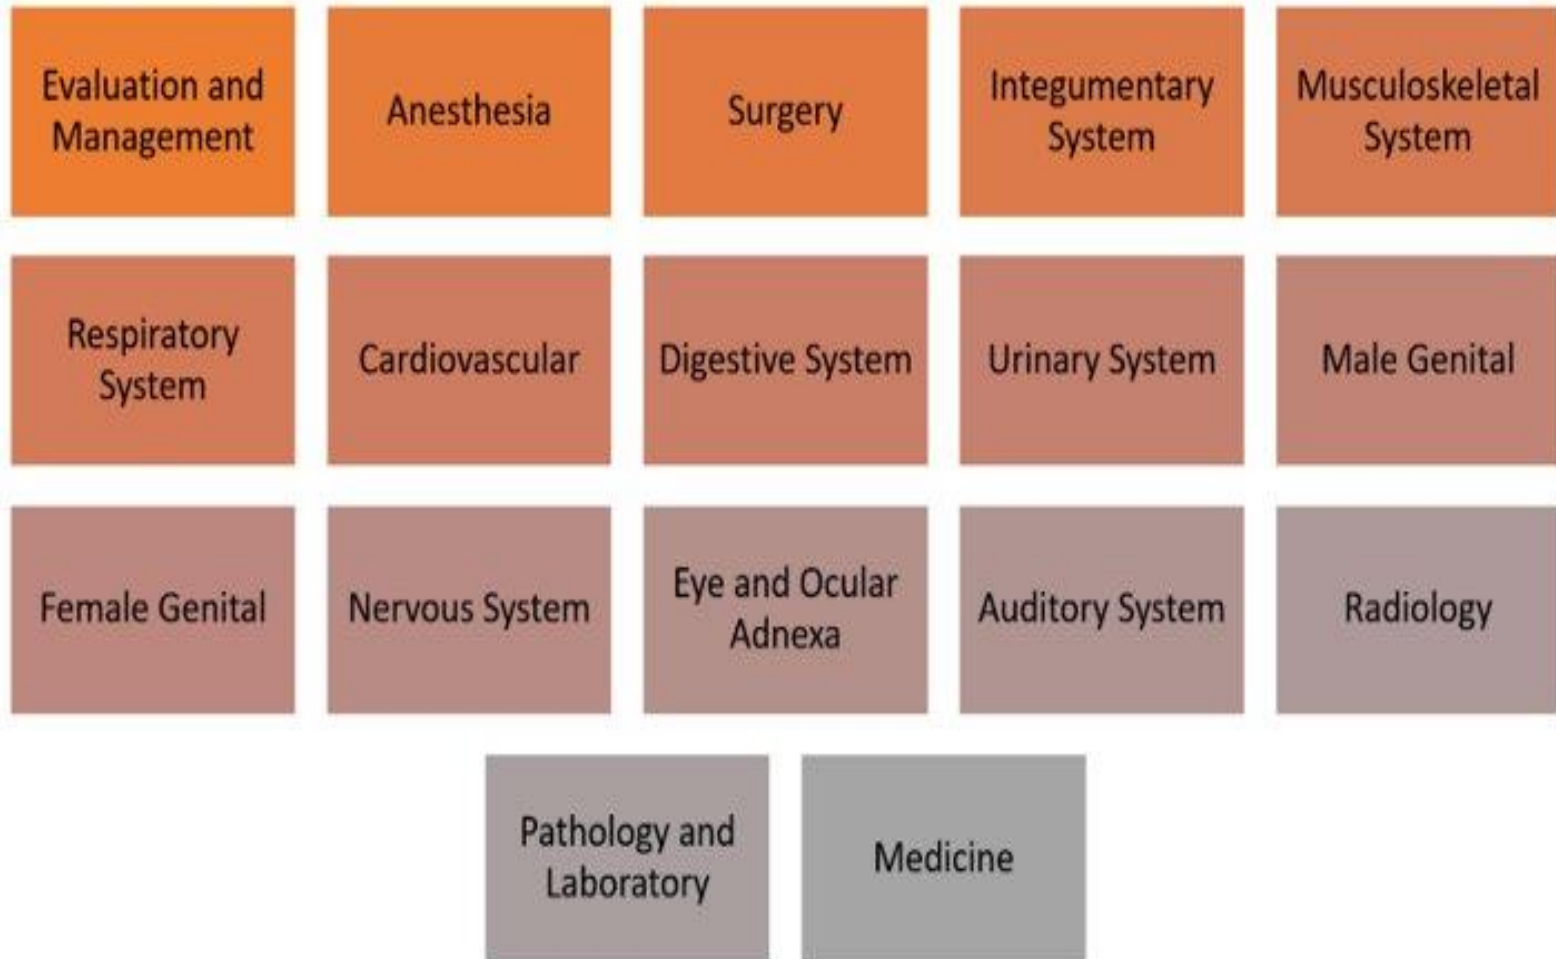 Evaluation and
Management
Anesthesia
Surgery
Integumentary
System
Musculoskeletal
System
Respiratory
System
Cardiovascular
Digestive System
Urinary System
Male Genital
Female Genital
Nervous System
Eye and Ocular
Adnexa
Auditory System
Radiology
Pathology and
Laboratory
Medicine